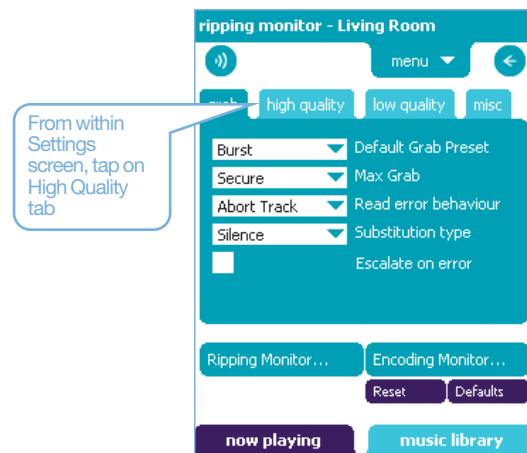 ripping monitor - Living Room
menu
grab high quality low quality misc
From within
Settings
screen, tap on
High Quality
tab
Burst Default Grab Preset
Secure Max Grab
Abort Track Read error behaviour
Silence Substitution type
Escalate on error
Ripping Monitor... Encoding Monitor...
Reset Defaults
now playing music library